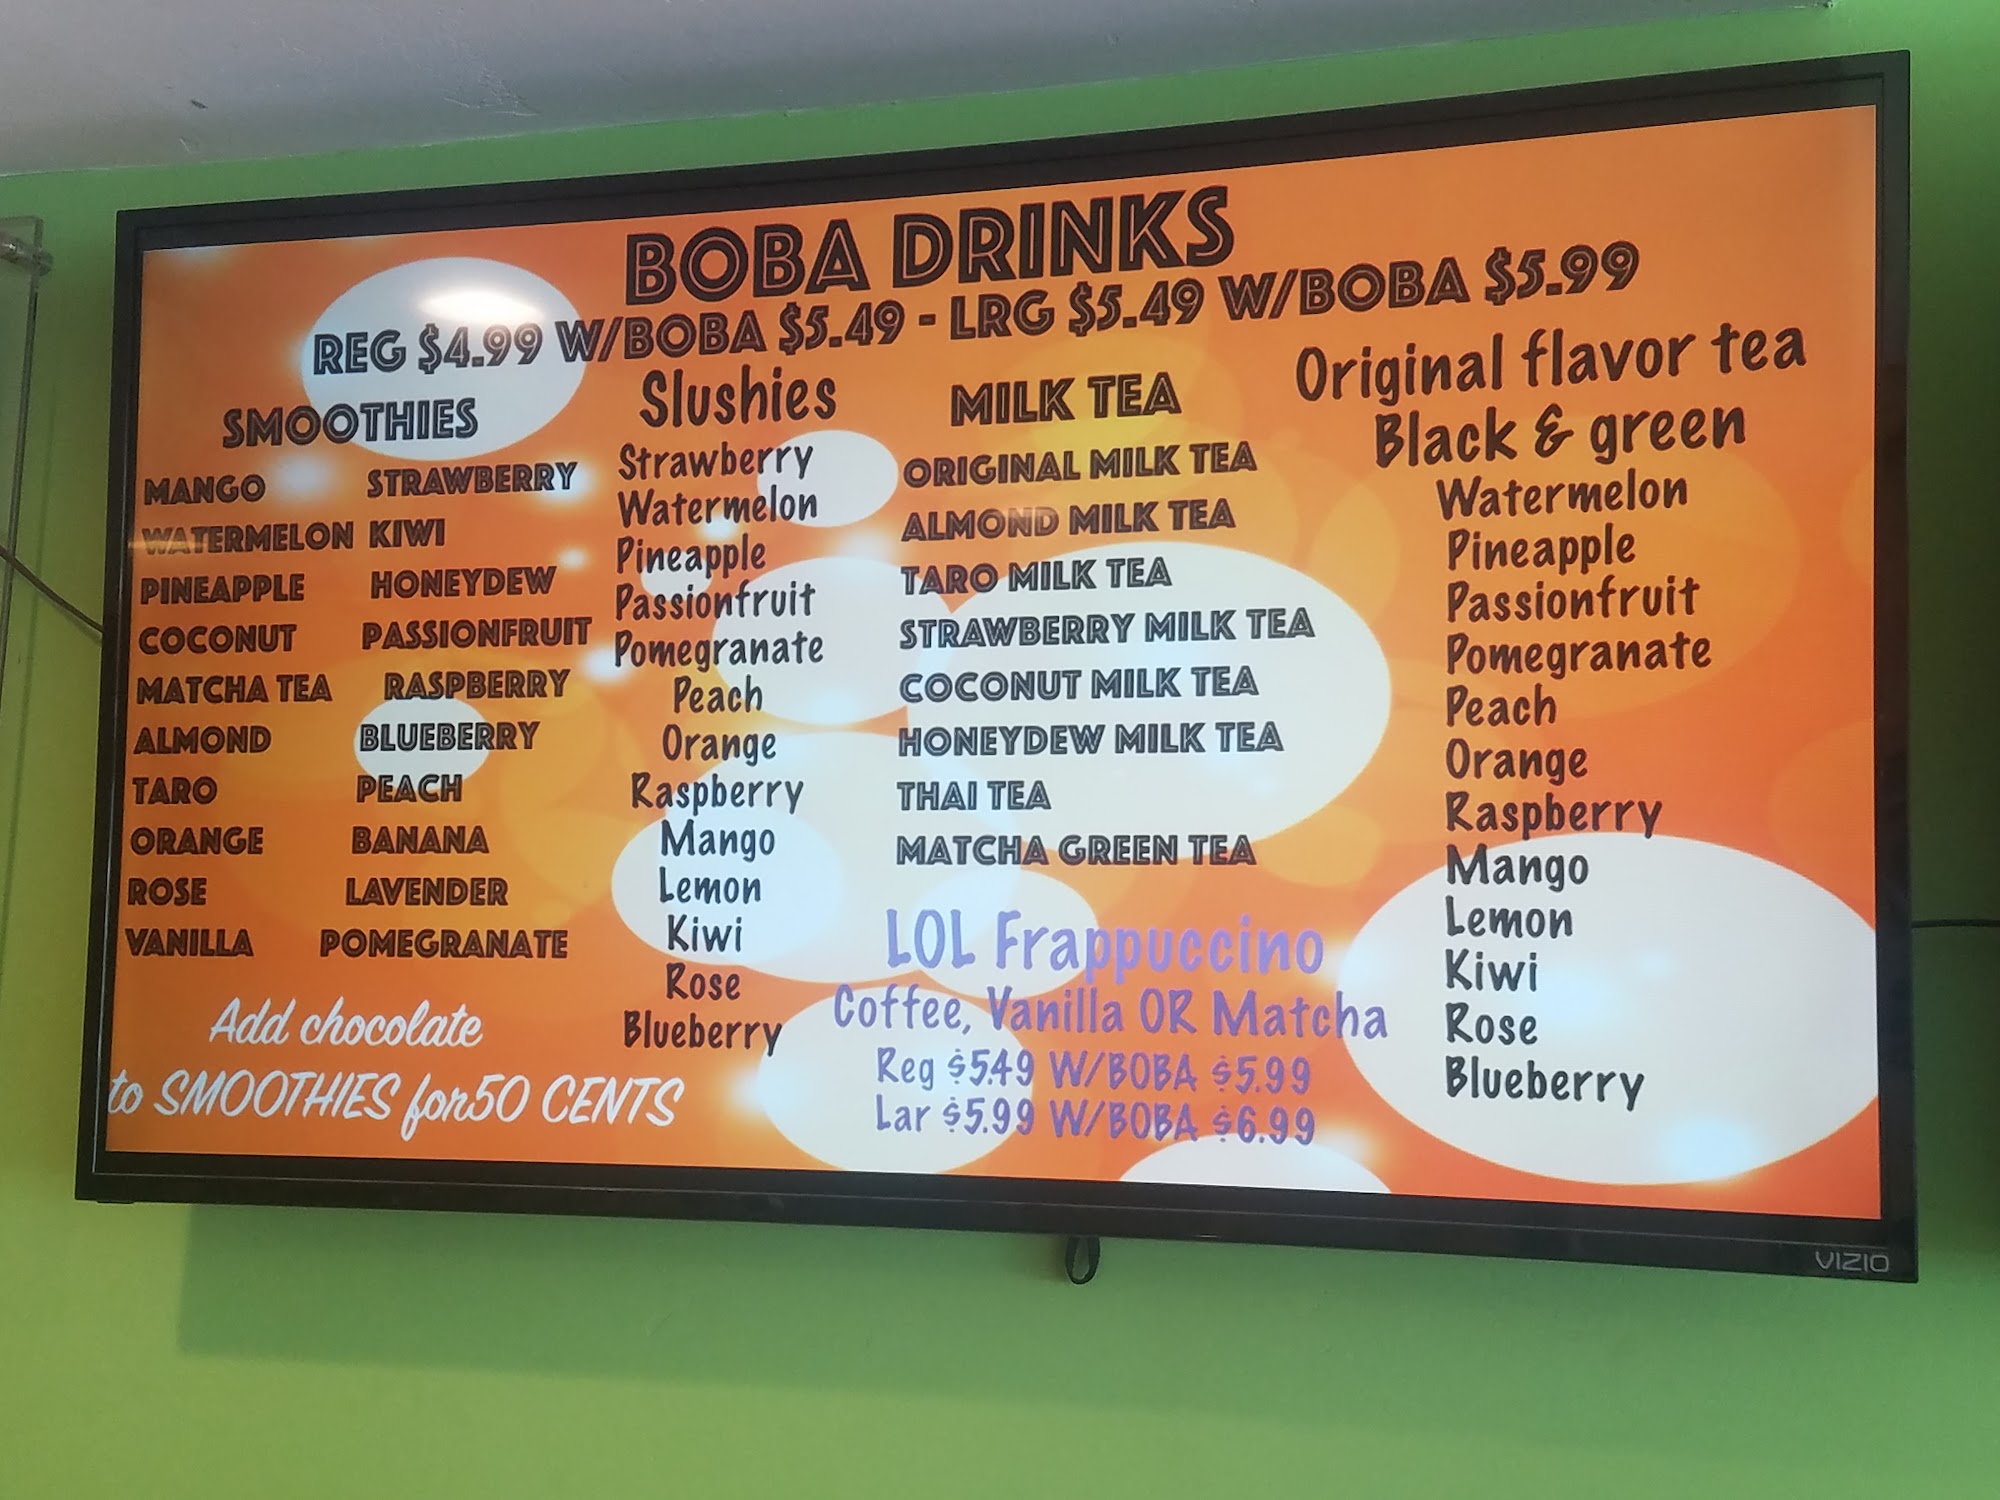 BOBA DRINKS
REG $4.99 W/BOBA $5.49 - LRG $5.49 W/BOBA $5.99
SMOOTHIES
MANGO STRAWBERRY
WATERMELON KIWI
PINEAPPLE HONEYDEW
COCONUT PASSIONFRUIT
MATCHA TEA RASPBERRY
ALMOND BLUEBERRY
TARO PEACH
ORANGE BANANA
ROSE LAVENDER
VANILLA POMEGRANATE
Add chocolate
to SMOOTHIES for50 CENTS
Slushies
Strawberry
Watermelon
Pineapple
Passionfruit
Pomegranate
Peach
Orange
Raspberry
Mango
Lemon
Kiwi
Rose
Blueberry
MILK TEA
ORIGINAL MILK TEA
ALMOND MILK TEA
TARO MILK TEA
STRAWBERRY MILK TEA
COCONUT MILK TEA
HONEYDEW MILK TEA
THAI TEA
MATCHA GREEN TEA
LOL Frappuccino
Coffee, Vanilla OR Matcha
Reg $5.49 W/BOBA $5.99
Lar $5.99 W/BOBA $6.99
Original flavor tea
Black & green
Watermelon
Pineapple
Passionfruit
Pomegranate
Peach
Orange
Raspberry
Mango
Lemon
Kiwi
Rose
Blueberry
VIZIO